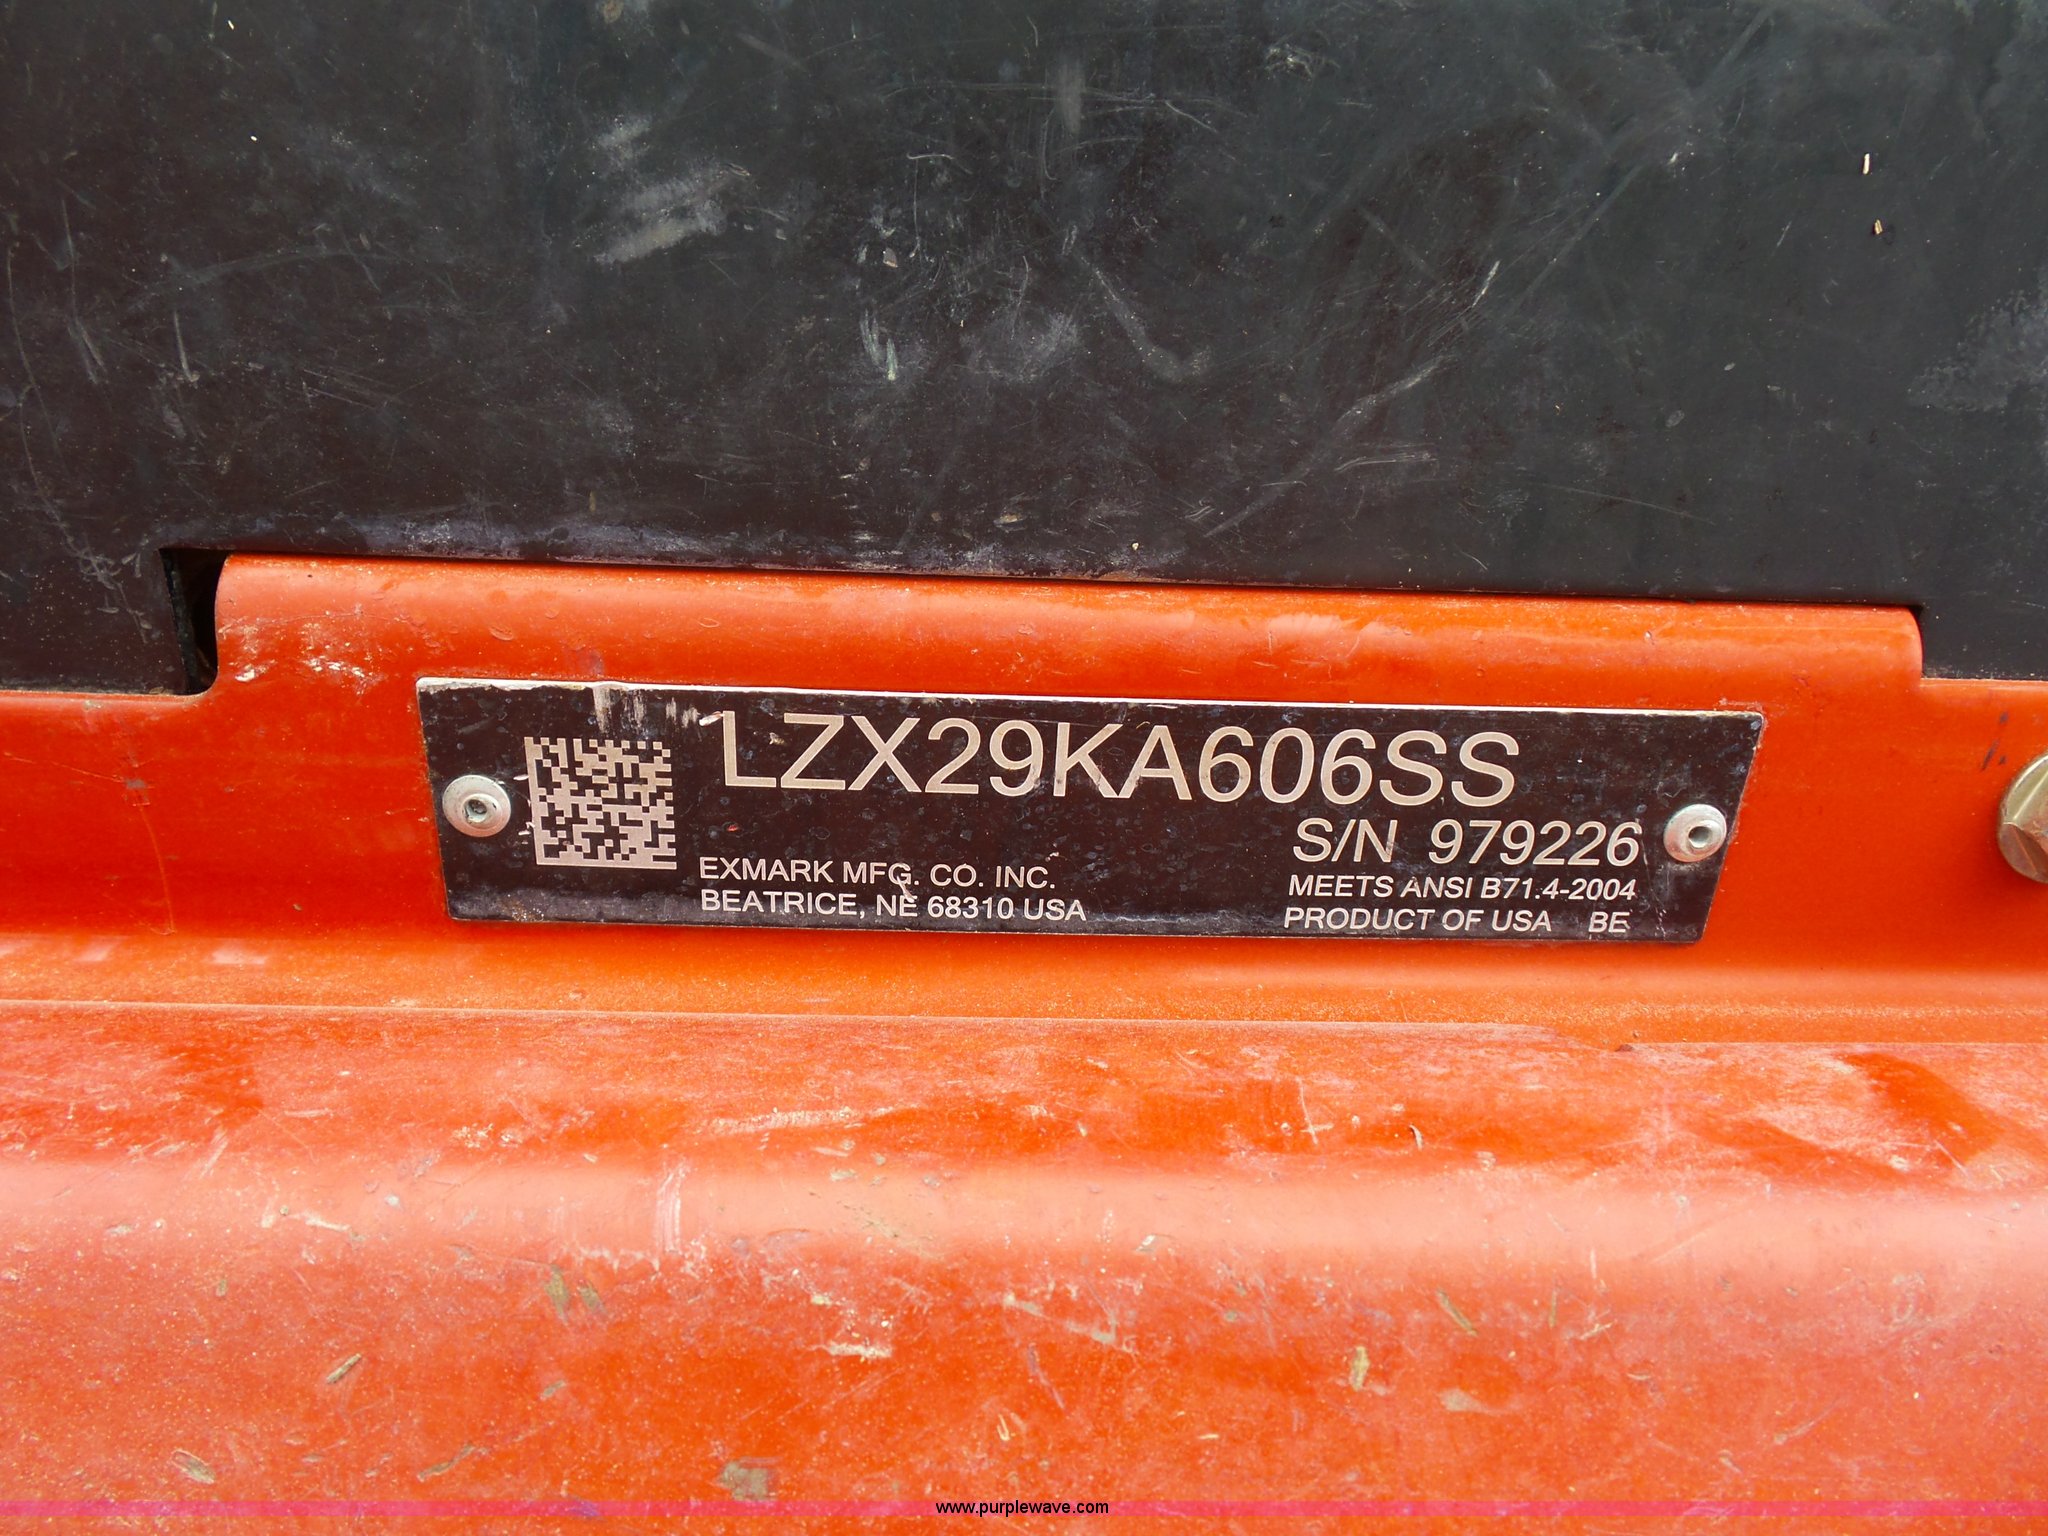 LZX29KA606SS
S/N 979226
EXMARK MFG. CO. INC.
BEATRICE, NE 68310 USA
MEETS ANSI B71.4-2004
PRODUCT OF USA BE
www.purplewave.com